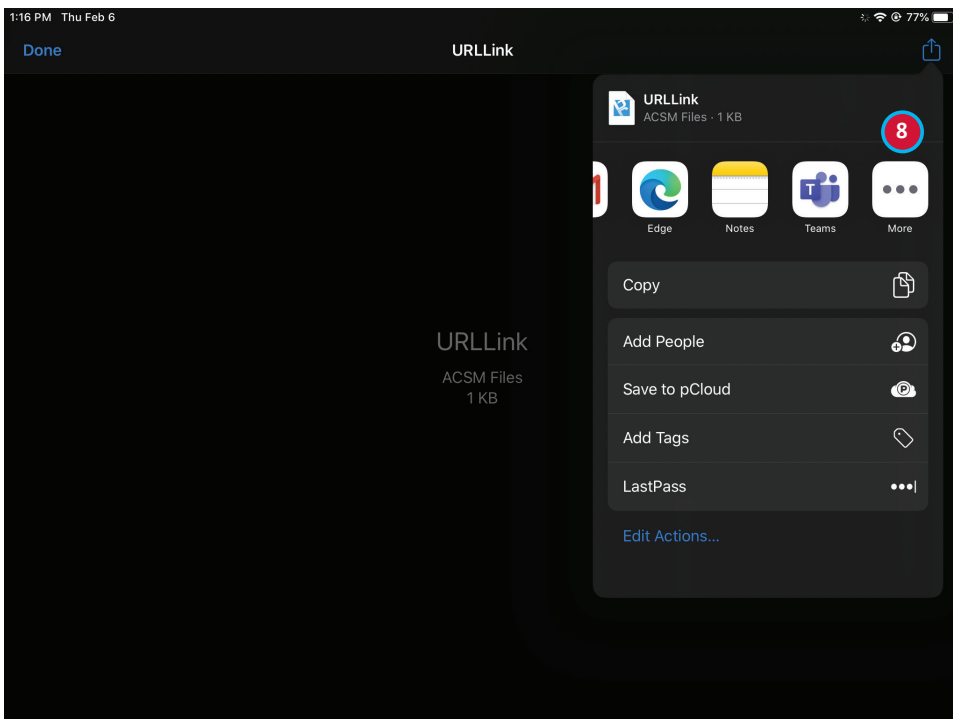 1:16 PM Thu Feb 6
77%
Done
URLLink
URLLink
ACSM Files · 1 KB
8
Edge
Notes
Teams
More
Copy
Add People
Save to pCloud
Add Tags
LastPass
Edit Actions...
URLLink
ACSM Files
1 KB